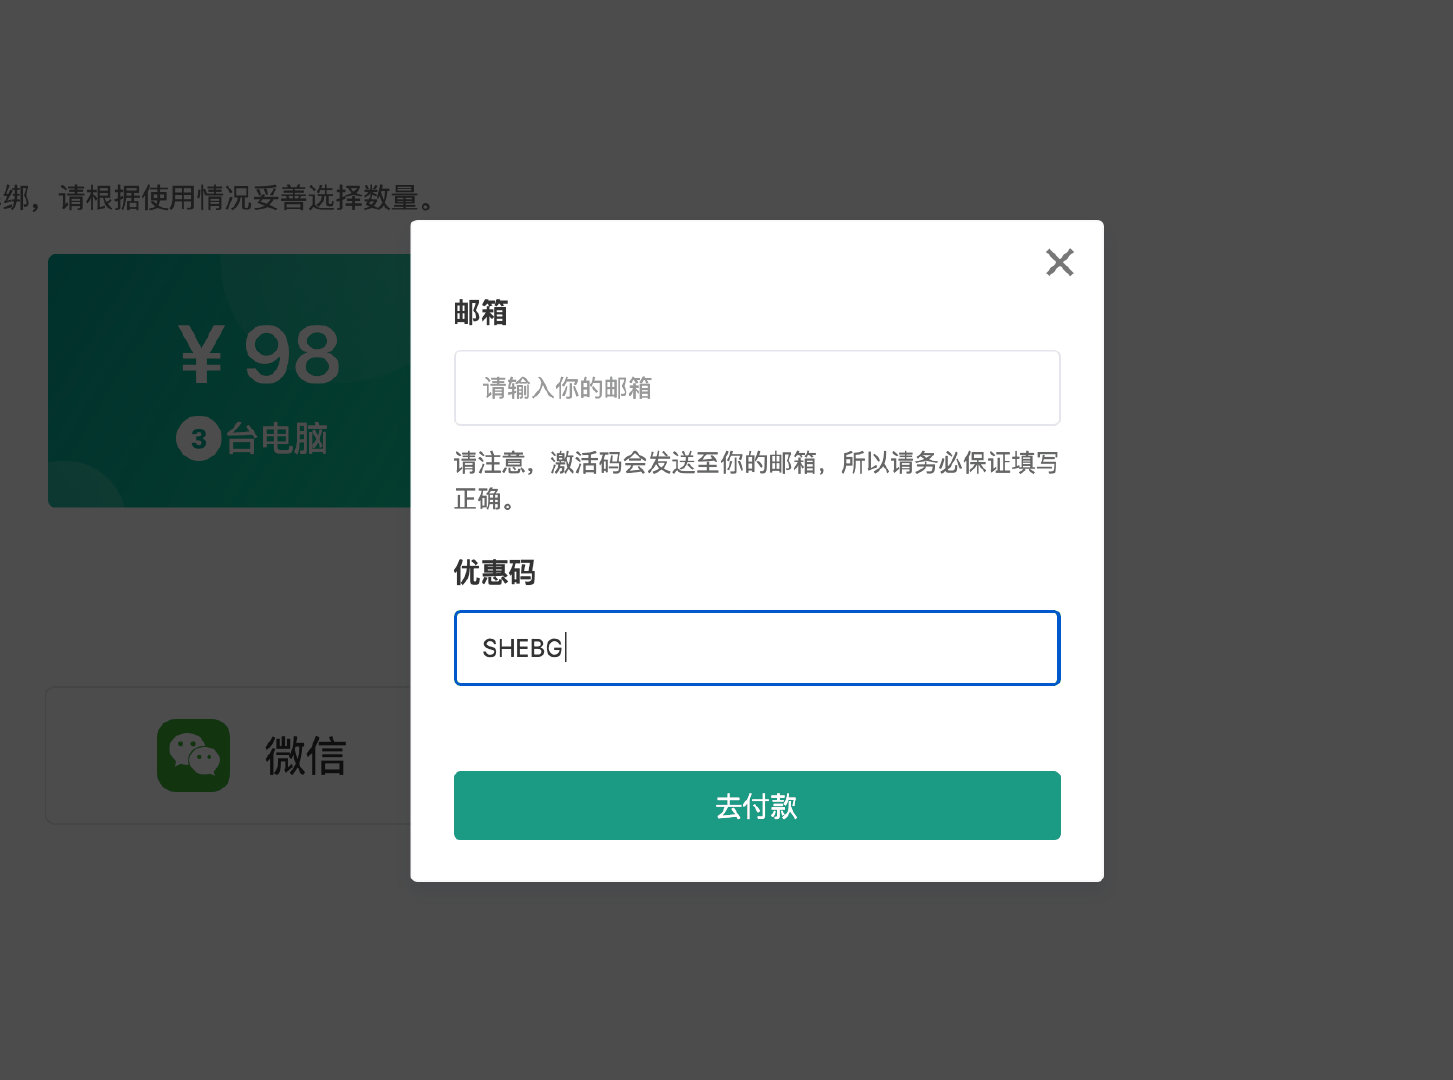 绑，请根据使用情况妥善选择数量。
¥ 98
3台电脑
微信
邮箱
请输入你的邮箱
请注意，激活码会发送至你的邮箱，所以请务必保证填写
正确。
优惠码
SHEBG
去付款